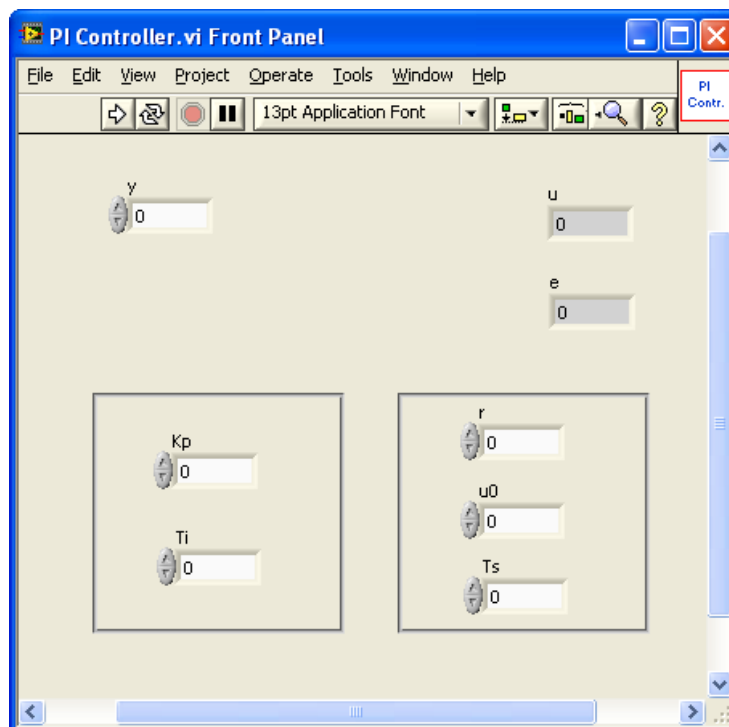 PI Controller.vi Front Panel
File Edit View Project Operate Tools Window Help
PI
Contr.
13pt Application Font
y
0
u
0
e
0
Kp
0
Ti
0
r
0
u0
0
Ts
0